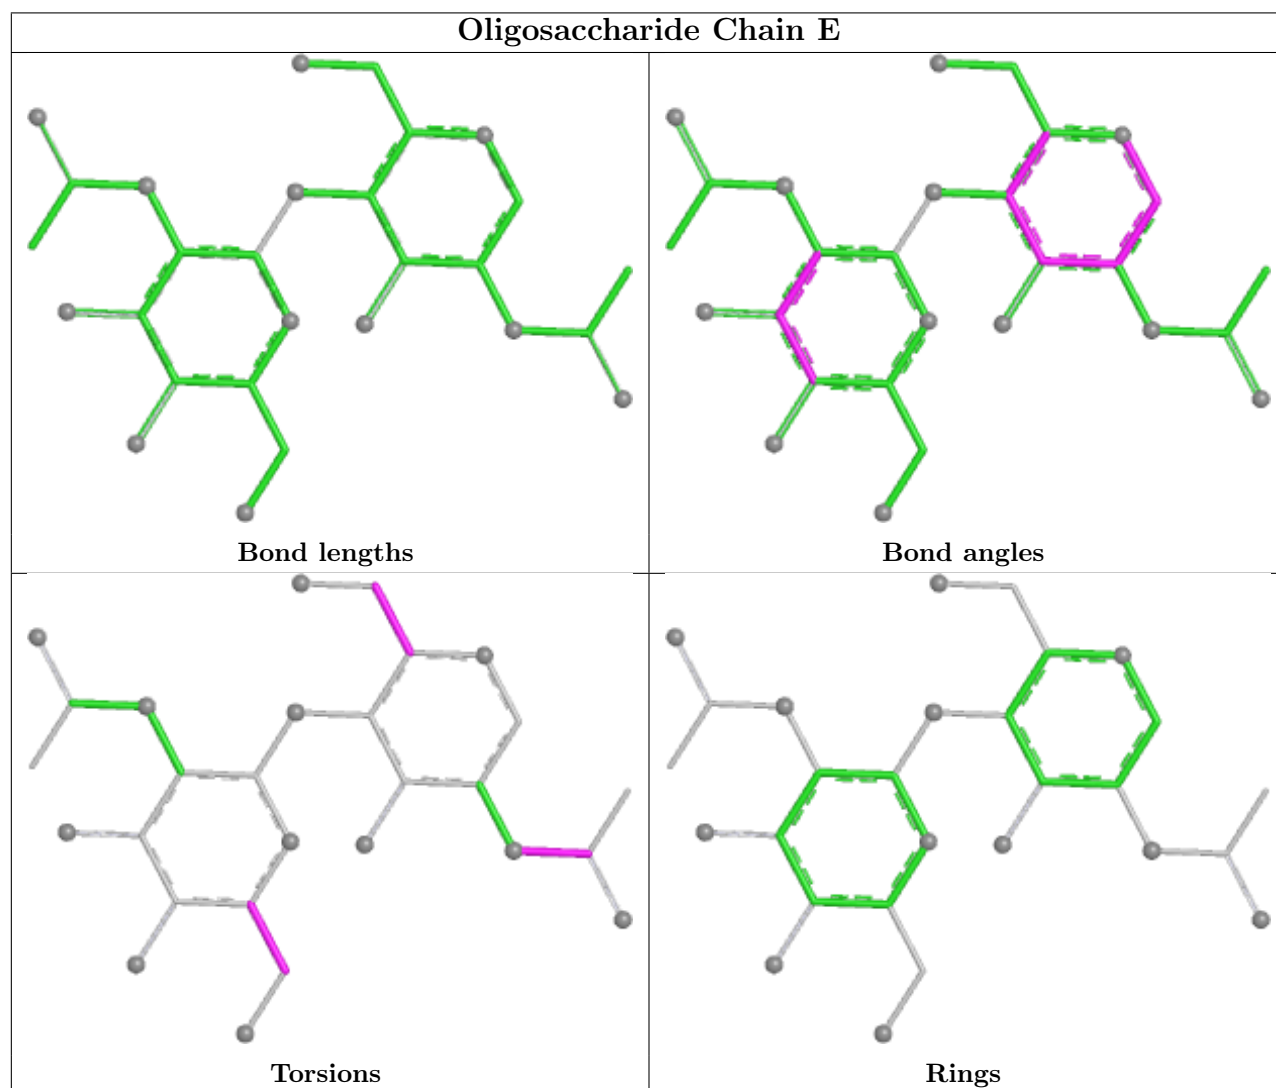 Oligosaccharide Chain E
Bond lengths
Bond angles
Torsions
Rings